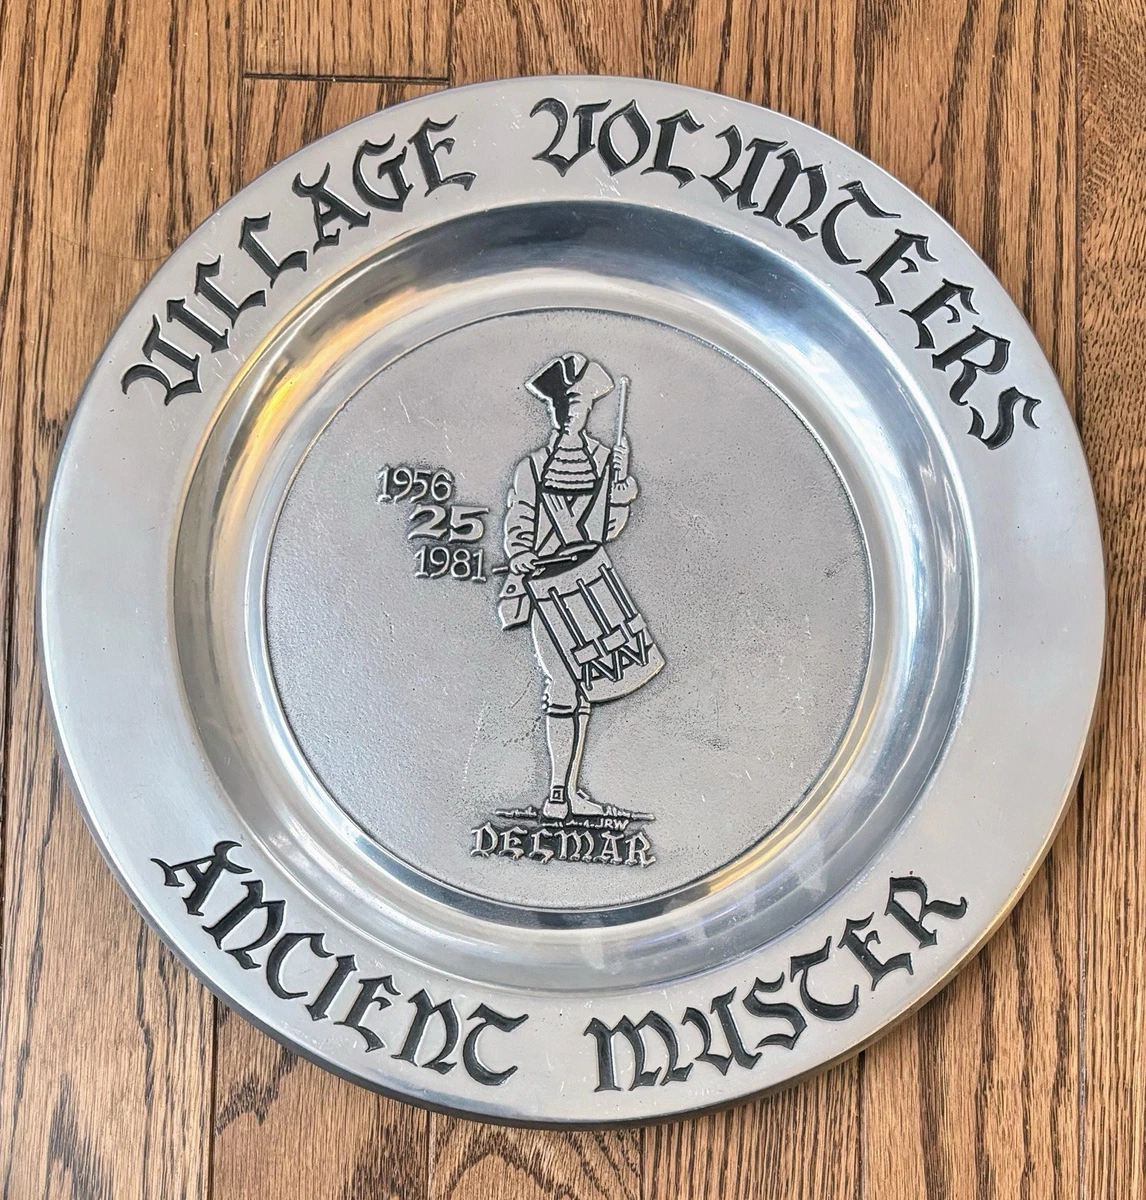 VILLAGE VOLUNTEERS
1956
25
1981
JRW
DELMAR
ANCIENT MUSTER